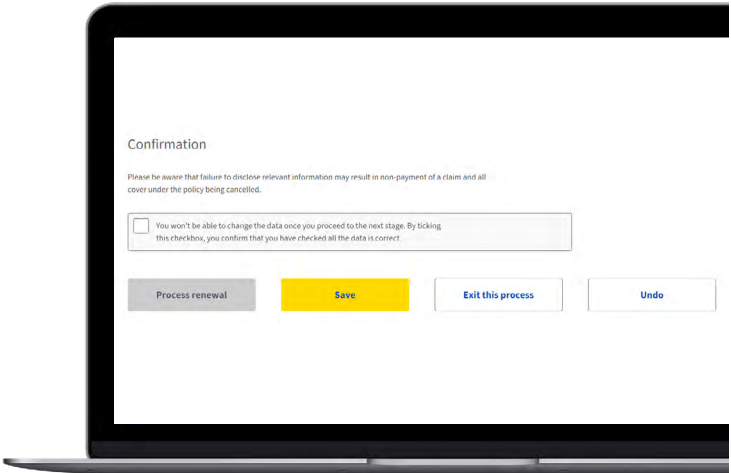 Confirmation
Please be aware that failure to disclose relevant information may result in non-payment of a claim and all
cover under the policy being cancelled.
You won't be able to change the data once you proceed to the next stage. By ticking
this checkbox, you confirm that you have checked all the data is correct.
Process renewal
Save
Exit this process
Undo